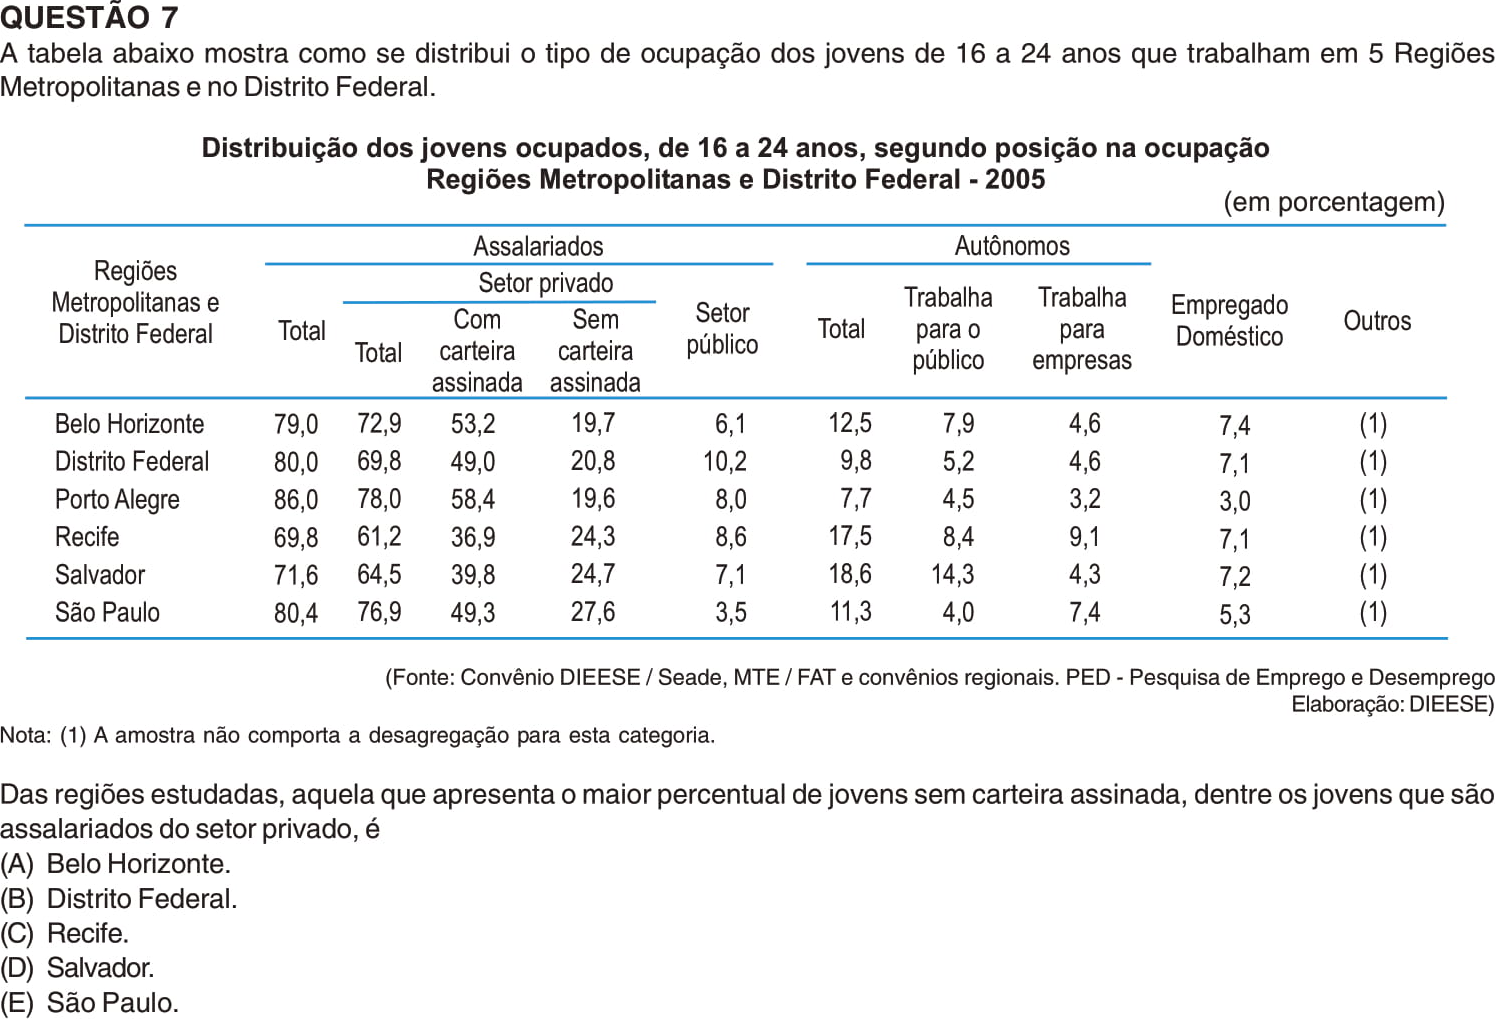 QUESTÃO 7
A tabela abaixo mostra como se distribui o tipo de ocupação dos jovens de 16 a 24 anos que trabalham em 5 Regiões
Metropolitanas e no Distrito Federal.
Distribuição dos jovens ocupados, de 16 a 24 anos, segundo posição na ocupação
Regiões Metropolitanas e Distrito Federal - 2005
(em porcentagem)
Regiões Metropolitanas e Distrito Federal
Assalariados
Autônomos
Setor privado
Total
Total
Com carteira assinada
Sem carteira assinada
Setor público
Total
Trabalha para o público
Trabalha para empresas
Empregado Doméstico
Outros
Belo Horizonte 79,0 72,9 53,2 19,7 6,1 12,5 7,9 4,6 7,4 (1)
Distrito Federal 80,0 69,8 49,0 20,8 10,2 9,8 5,2 4,6 7,1 (1)
Porto Alegre 86,0 78,0 58,4 19,6 8,0 7,7 4,5 3,2 3,0 (1)
Recife 69,8 61,2 36,9 24,3 8,6 17,5 8,4 9,1 7,1 (1)
Salvador 71,6 64,5 39,8 24,7 7,1 18,6 14,3 4,3 7,2 (1)
São Paulo 80,4 76,9 49,3 27,6 3,5 11,3 4,0 7,4 5,3 (1)
(Fonte: Convênio DIEESE / Seade, MTE / FAT e convênios regionais. PED - Pesquisa de Emprego e Desemprego
Elaboração: DIEESE)
Nota: (1) A amostra não comporta a desagregação para esta categoria.
Das regiões estudadas, aquela que apresenta o maior percentual de jovens sem carteira assinada, dentre os jovens que são
assalariados do setor privado, é
(A) Belo Horizonte.
(B) Distrito Federal.
(C) Recife.
(D) Salvador.
(E) São Paulo.